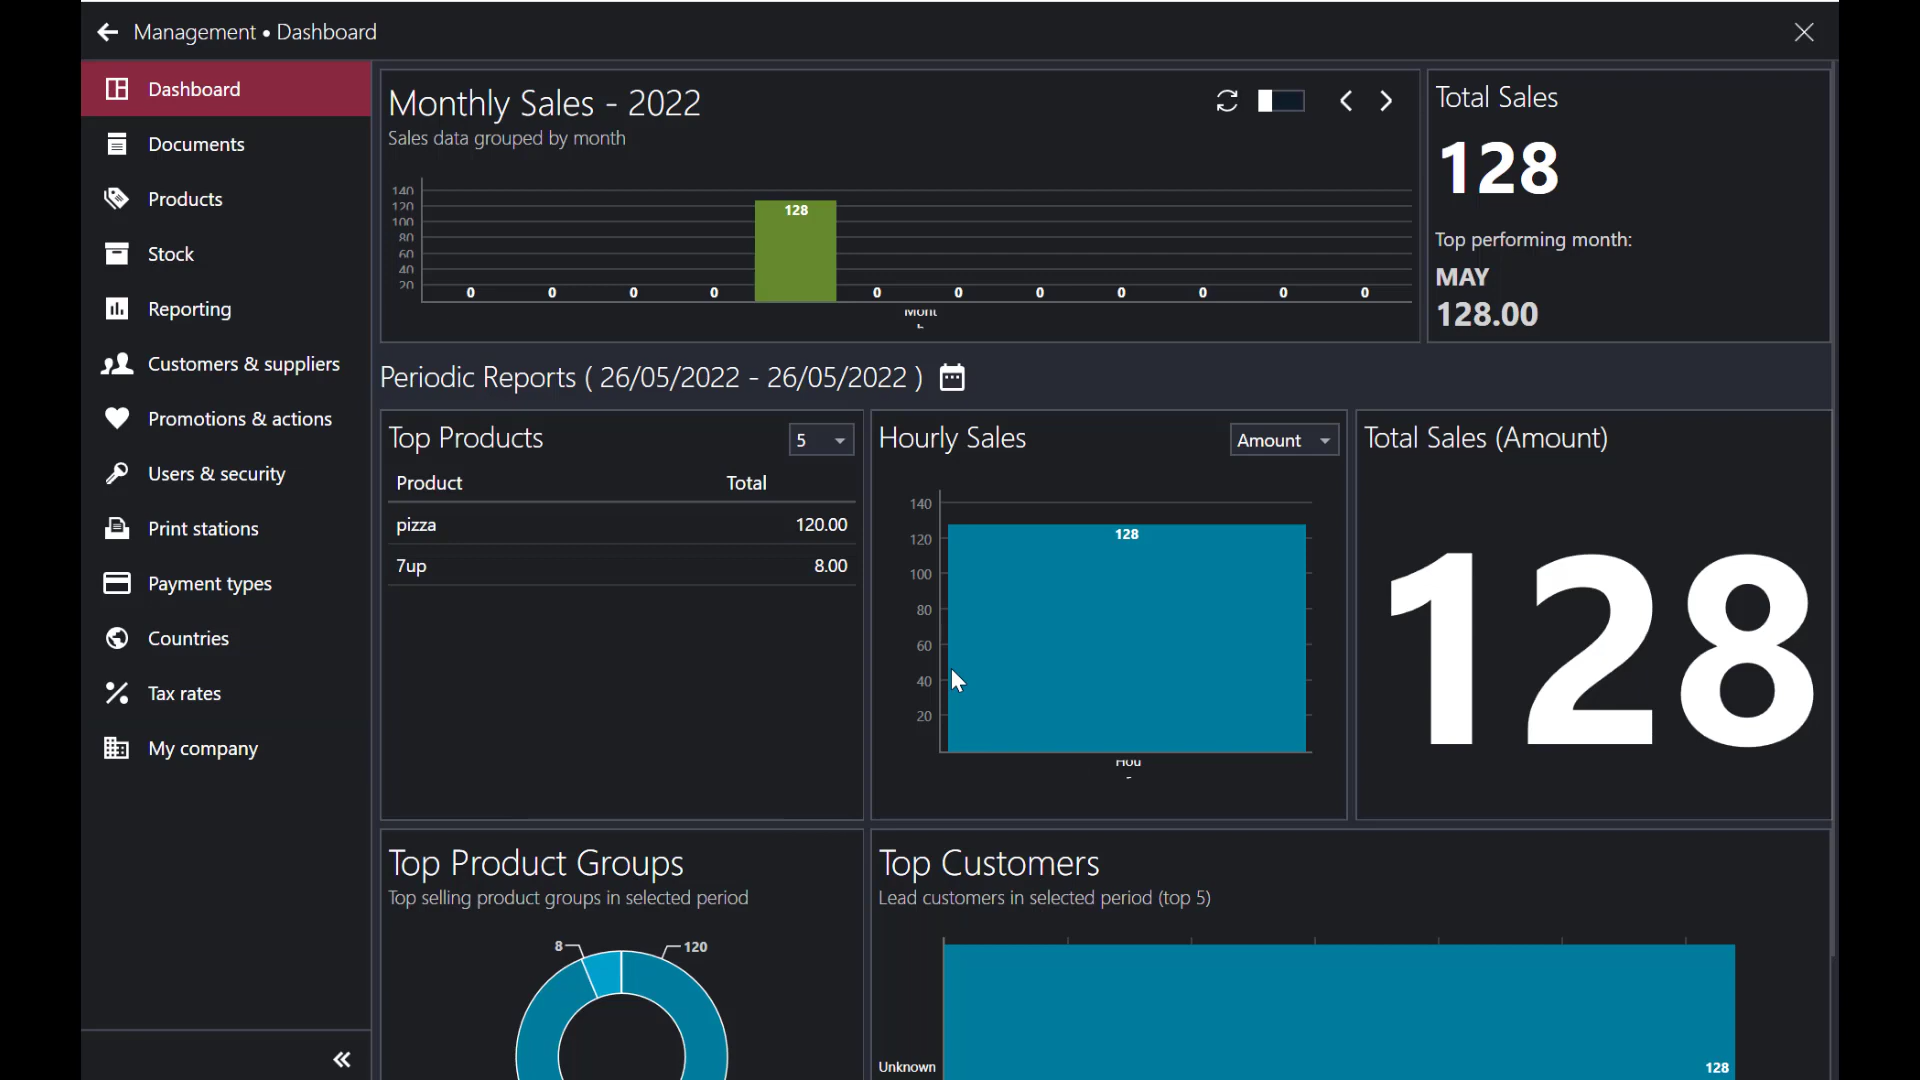 Management • Dashboard
Dashboard
Documents
Products
Stock
Reporting
Customers & suppliers
Promotions & actions
Users & security
Print stations
Payment types
Countries
Tax rates
My company
Monthly Sales - 2022
Sales data grouped by month
140
120
100
80
60
40
20
0 0 0 0 128 0 0 0 0 0 0 0
Total Sales
128
Top performing month:
MAY
128.00
Periodic Reports ( 26/05/2022 - 26/05/2022 )
Top Products 5
Product Total
pizza 120.00
7up 8.00
Hourly Sales Amount
140
120
100
80
60
40
20
128
Hou
Total Sales (Amount)
128
Top Product Groups
Top selling product groups in selected period
8 120
Top Customers
Lead customers in selected period (top 5)
Unknown 128